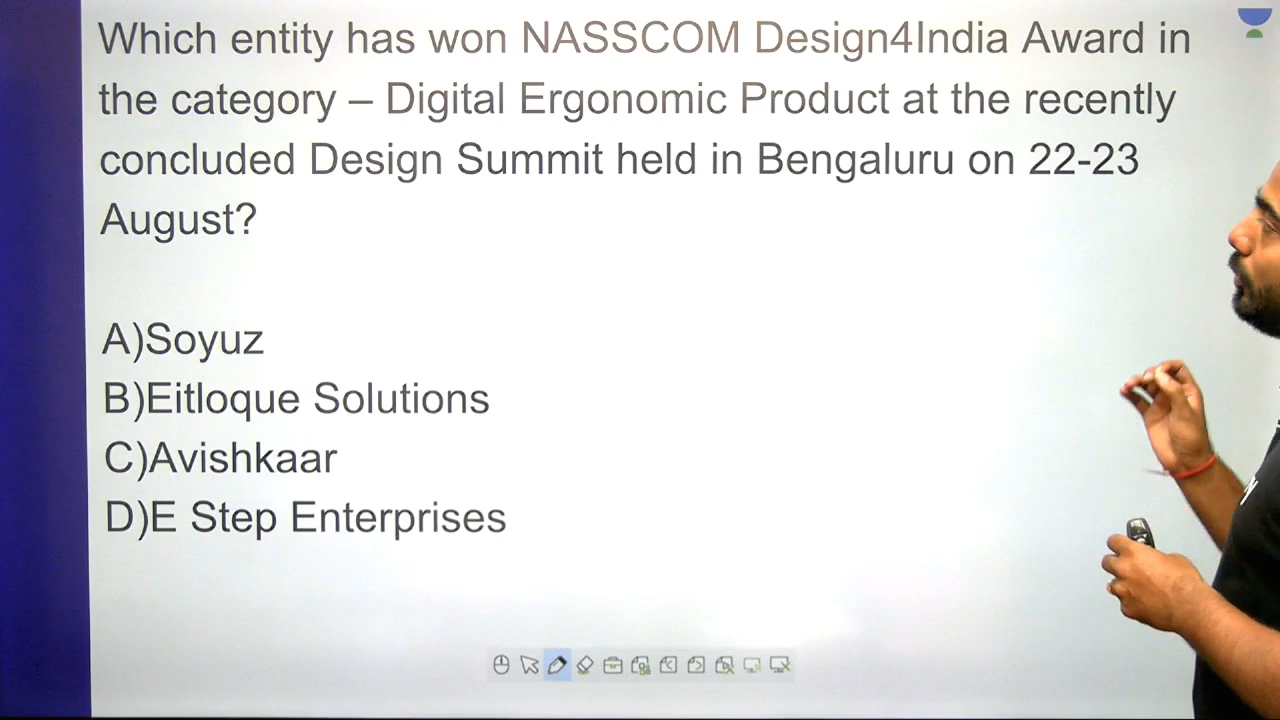 Which entity has won NASSCOM Design4India Award in
the category – Digital Ergonomic Product at the recently
concluded Design Summit held in Bengaluru on 22-23
August?
A)Soyuz
B)Eitloque Solutions
C)Avishkaar
D)E Step Enterprises